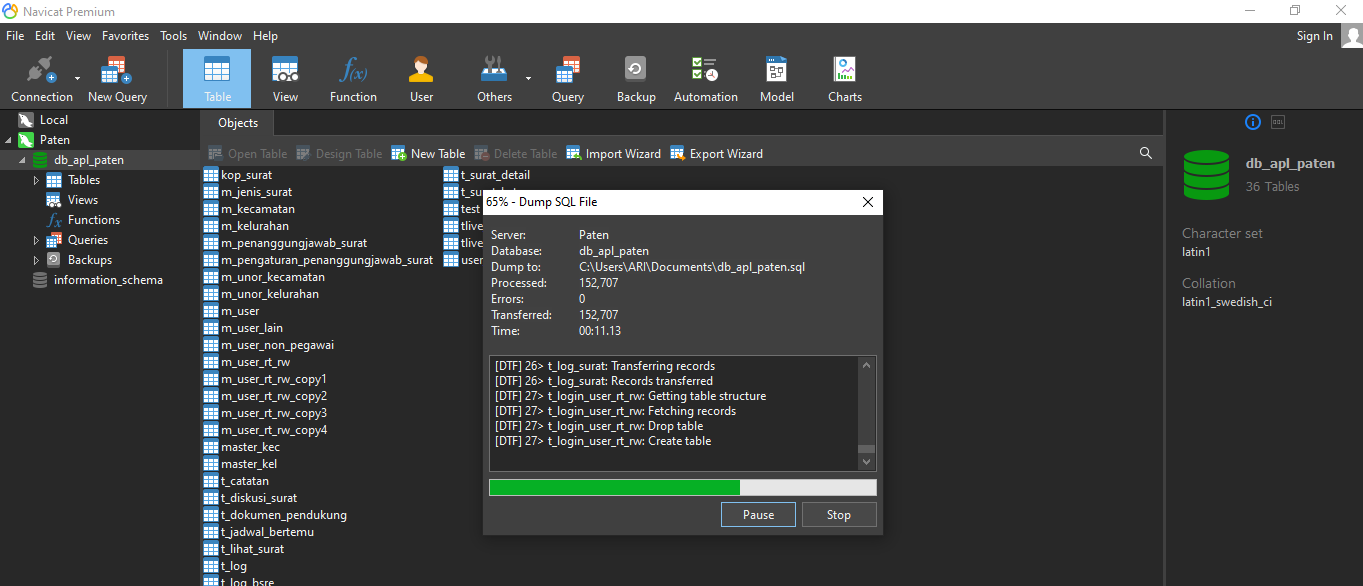 Navicat Premium
File Edit View Favorites Tools Window Help
Sign In
Connection New Query Table View Function User Others Query Backup Automation Model Charts
Local
Paten
db_apl_paten
Tables
Views
Functions
Queries
Backups
information_schema
Objects
Open Table Design Table New Table Delete Table Import Wizard Export Wizard
kop_surat
m_jenis_surat
m_kecamatan
m_kelurahan
m_penanggungjawab_surat
m_pengaturan_penanggungjawab_surat
m_unor_kecamatan
m_unor_kelurahan
m_user
m_user_lain
m_user_non_pegawai
m_user_rt_rw
m_user_rt_rw_copy1
m_user_rt_rw_copy2
m_user_rt_rw_copy3
m_user_rt_rw_copy4
master_kec
master_kel
t_catatan
t_diskusi_surat
t_dokumen_pendukung
t_jadwal_bertemu
t_lihat_surat
t_log
t_log_bsre
t_surat_detail
test
tlive
tlive
user
65% - Dump SQL File
Server: Paten
Database: db_apl_paten
Dump to: C:\Users\ARI\Documents\db_apl_paten.sql
Processed: 152,707
Errors: 0
Transferred: 152,707
Time: 00:11.13
[DTF] 26> t_log_surat: Transferring records
[DTF] 26> t_log_surat: Records transferred
[DTF] 27> t_login_user_rt_rw: Getting table structure
[DTF] 27> t_login_user_rt_rw: Fetching records
[DTF] 27> t_login_user_rt_rw: Drop table
[DTF] 27> t_login_user_rt_rw: Create table
Pause Stop
db_apl_paten
36 Tables
Character set
latin1
Collation
latin1_swedish_ci